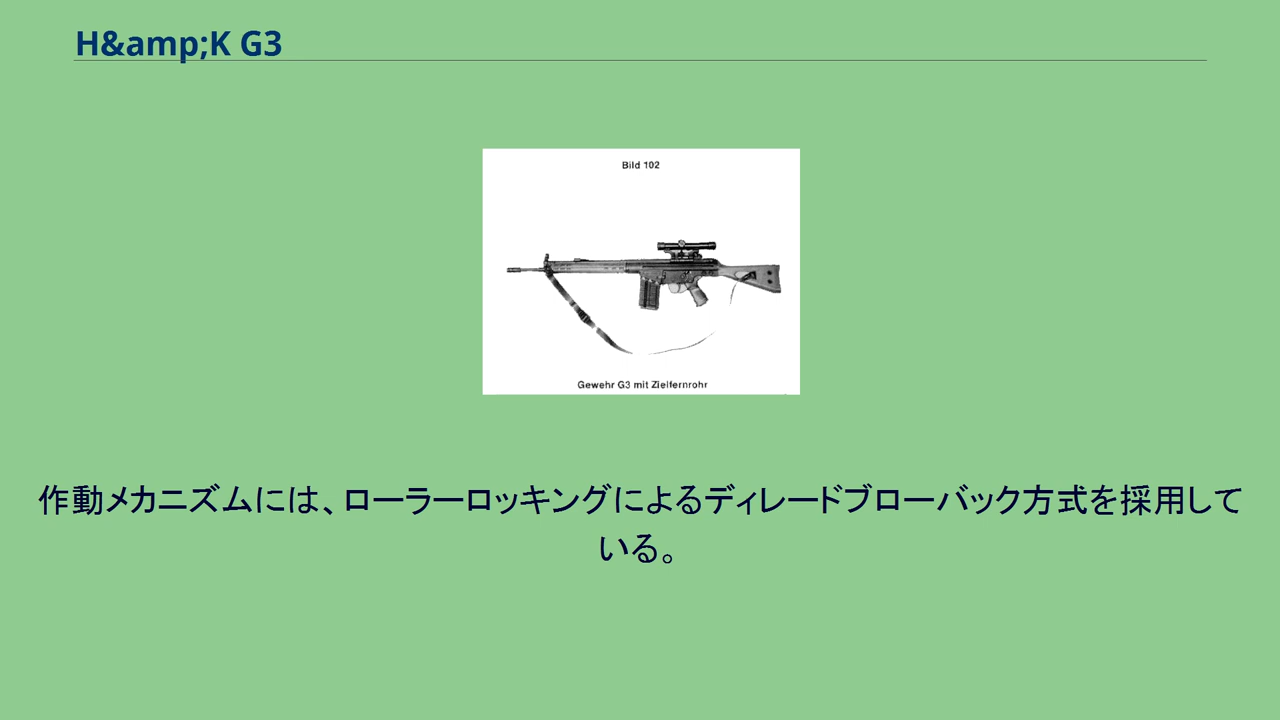 H&amp;K G3
Bild 102
Gewehr G3 mit Zielfernrohr
作動メカニズムには、ローラーロッキングによるディレードブローバック方式を採用して
いる。